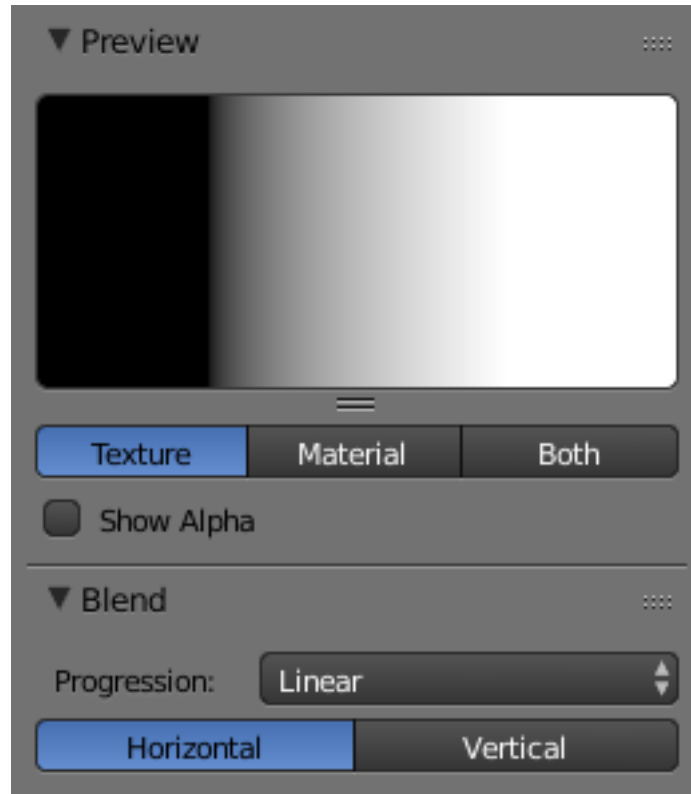 Preview
Texture Material Both
Show Alpha
Blend
Progression: Linear
Horizontal Vertical